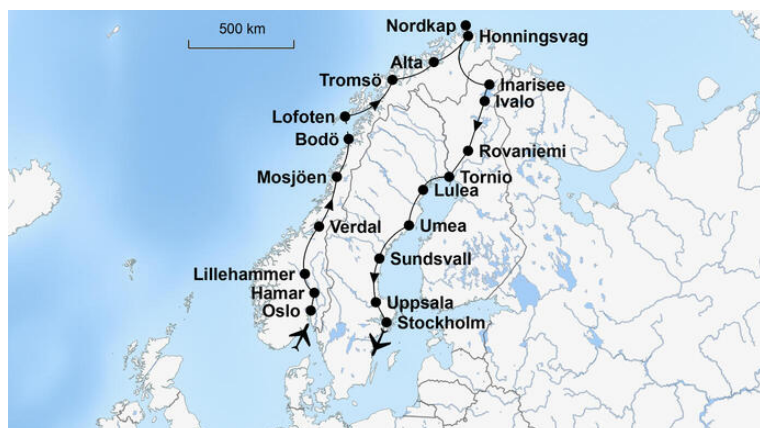 Nordkap
500 km
Honningsvag
Alta
Tromsö
Inarisee
Ivalo
Lofoten
Bodö
Rovaniemi
Mosjöen
Tornio
Lulea
Verdal
Umea
Sundsvall
Lillehammer
Hamar
Uppsala
Oslo
Stockholm